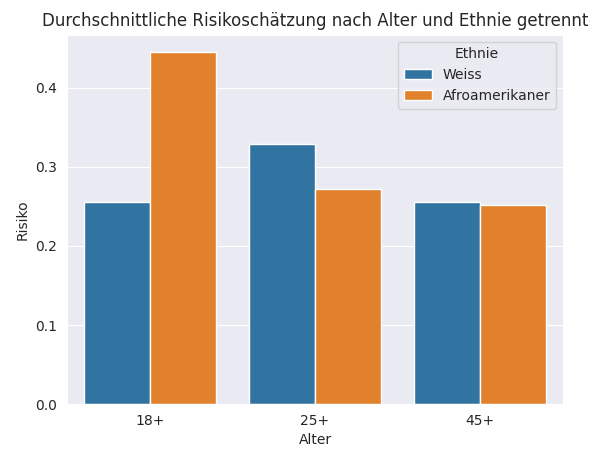 Durchschnittliche Risikoschätzung nach Alter und Ethnie getrennt
Ethnie
Weiss
Afroamerikaner
0.4
0.3
0.2
0.1
0.0
Risiko
18+ 25+ 45+
Alter